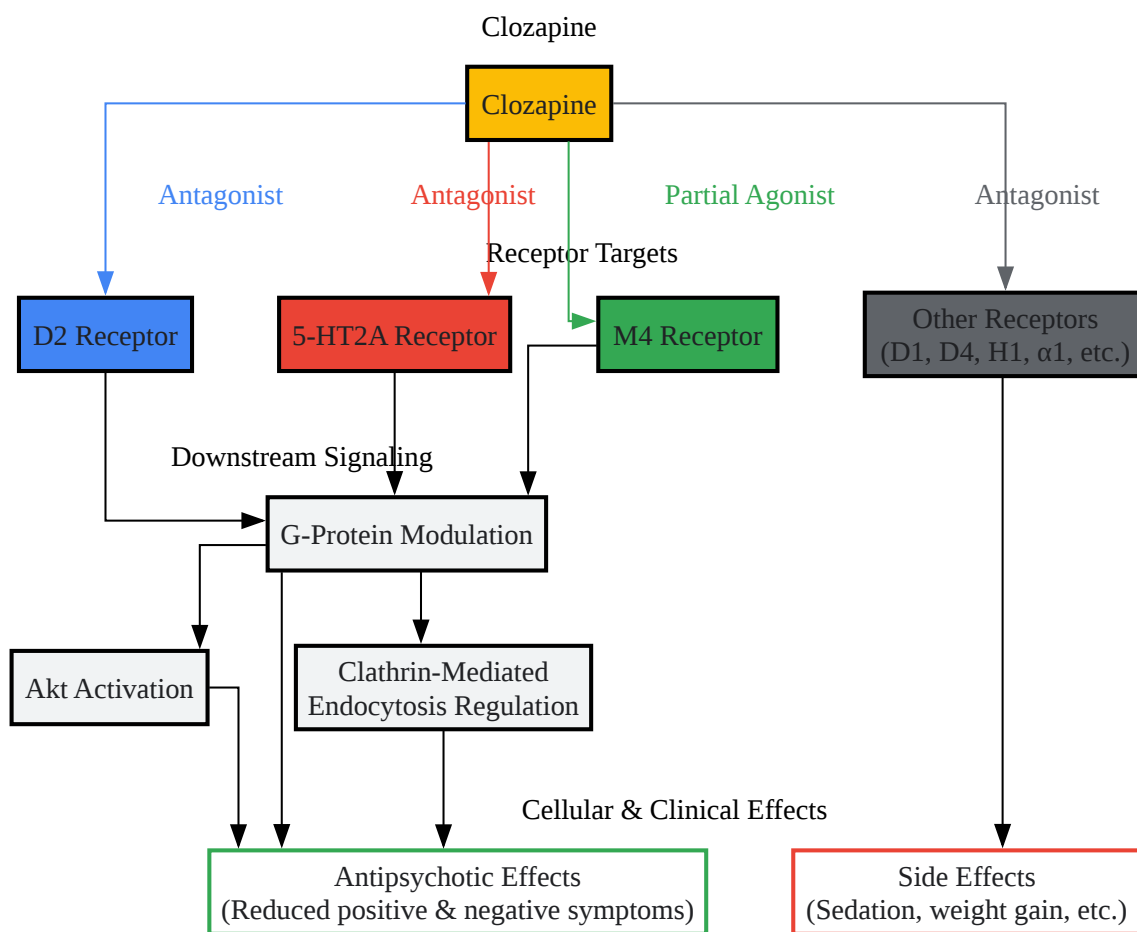 Clozapine
Clozapine
Antagonist
Antagonist
Partial Agonist
Antagonist
Receptor Targets
D2 Receptor
5-HT2A Receptor
M4 Receptor
Other Receptors
(D1, D4, H1, α1, etc.)
Downstream Signaling
G-Protein Modulation
Akt Activation
Clathrin-Mediated
Endocytosis Regulation
Cellular & Clinical Effects
Antipsychotic Effects
(Reduced positive & negative symptoms)
Side Effects
(Sedation, weight gain, etc.)